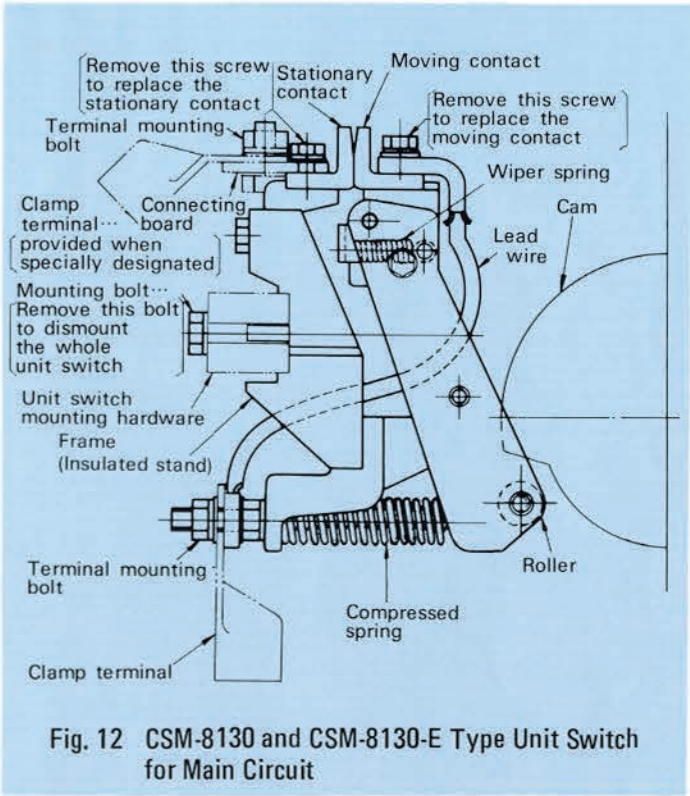 Remove this screw
to replace the
stationary contact
Stationary
contact
Moving contact
Remove this screw
to replace the
moving contact
Terminal mounting
bolt
Wiper spring
Clamp
terminal…
provided when
specially designated
Connecting
board
Cam
Lead
wire
Mounting bolt…
Remove this bolt
to dismount
the whole
unit switch
Unit switch
mounting hardware
Frame
(Insulated stand)
Terminal mounting
bolt
Roller
Compressed
spring
Clamp terminal
Fig. 12 CSM-8130 and CSM-8130-E Type Unit Switch
for Main Circuit